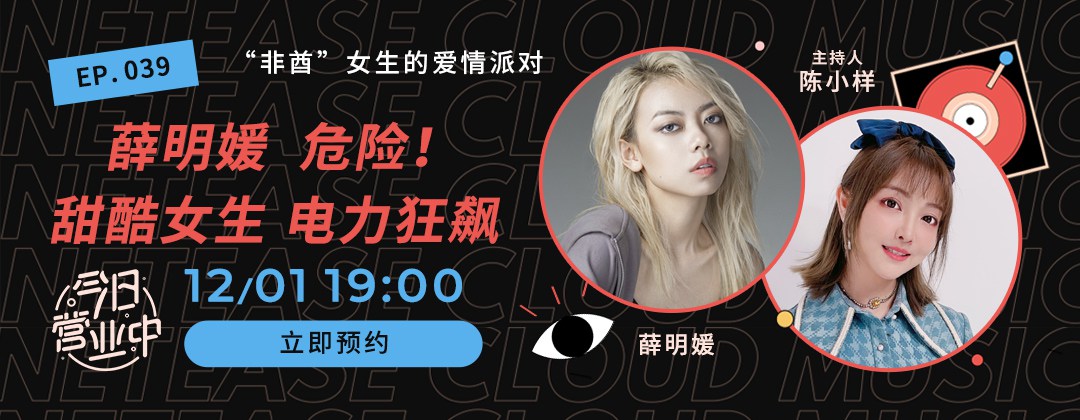 NETEASE CLOUD MUSIC
EP. 039
“非酋”女生的爱情派对
薛明媛 危险！
甜酷女生 电力狂飙
今日
营业中
12/01 19:00
立即预约
薛明媛
主持人
陈小样